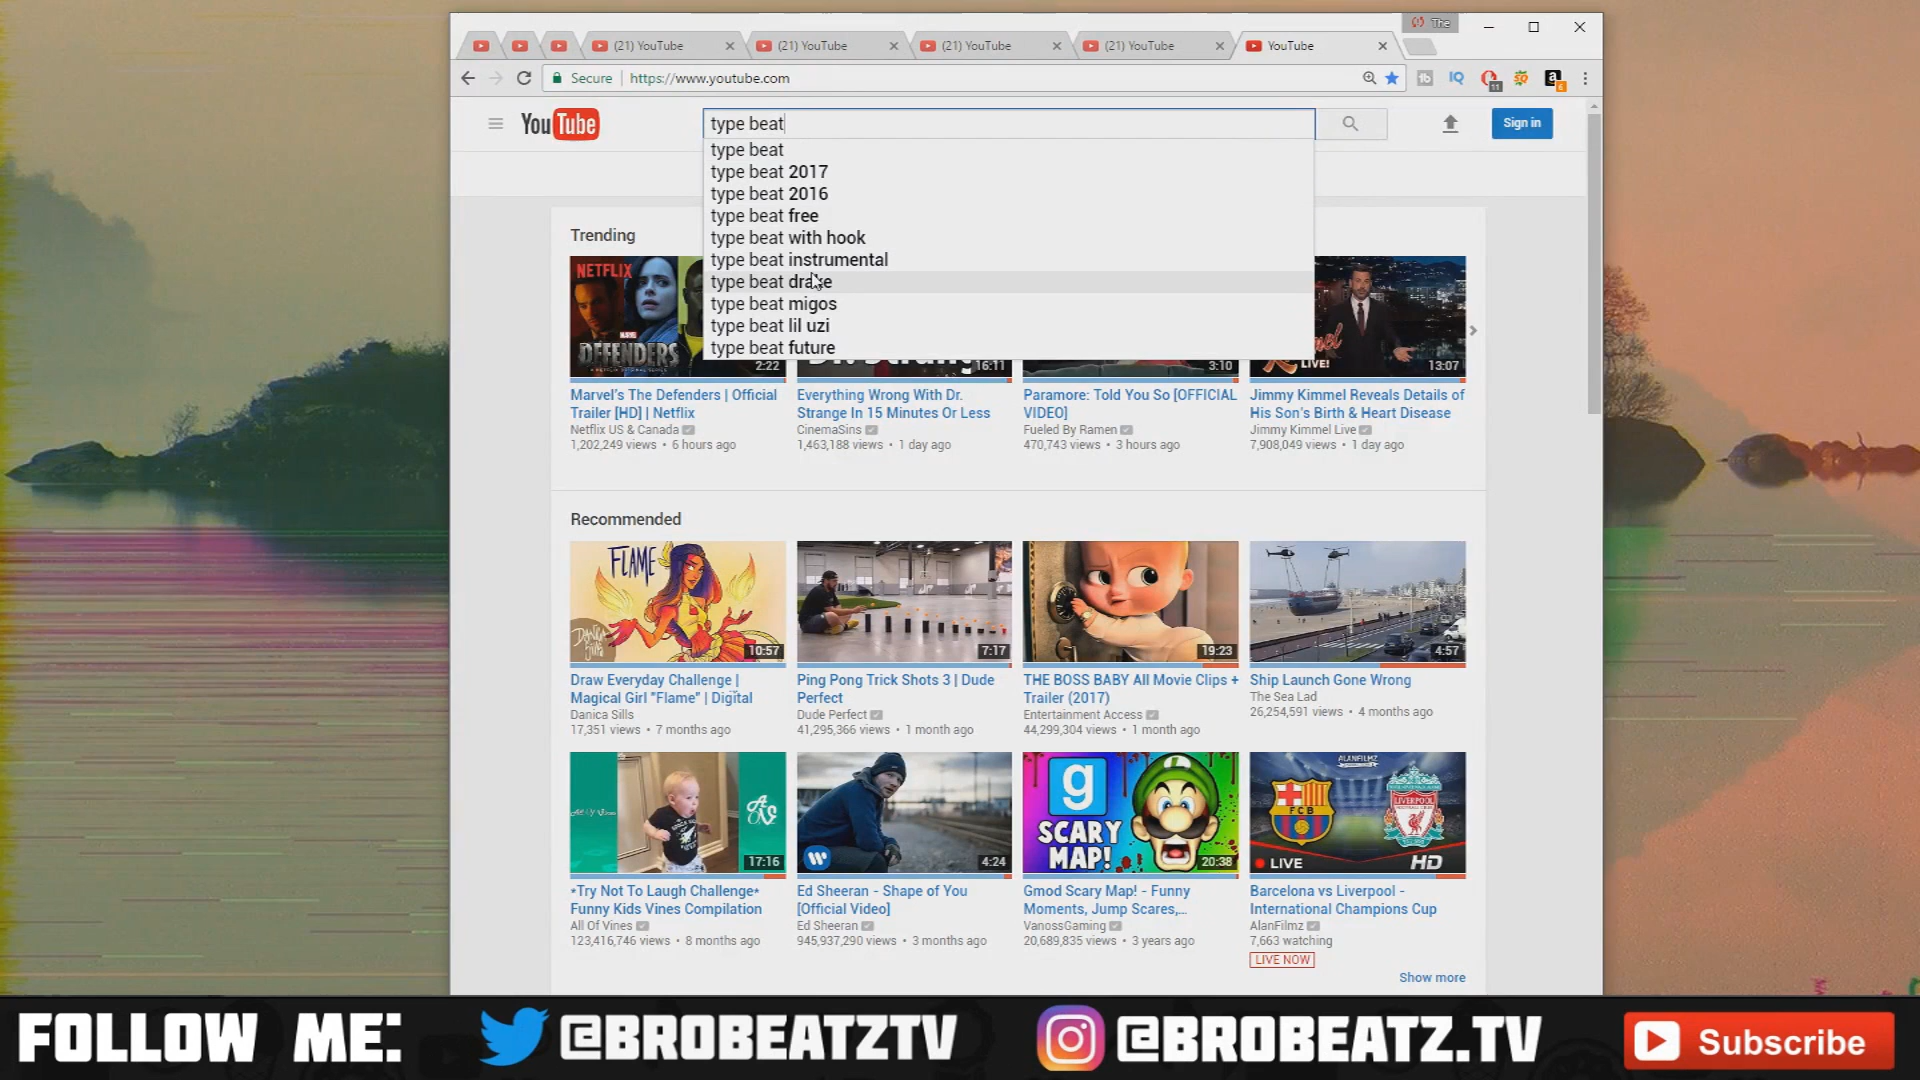 The
(21) YouTube
(21) YouTube
(21) YouTube
(21) YouTube
YouTube
Secure
https://www.youtube.com
IQ
11
6
YouTube
type beat
Sign in
type beat
type beat 2017
type beat 2016
type beat free
type beat with hook
type beat instrumental
type beat drake
type beat migos
type beat lil uzi
type beat future
Trending
NETFLIX
MARVEL
DEFENDERS
2:22
16:11
3:10
LIVE!
13:07
Marvel's The Defenders | Official
Trailer [HD] | Netflix
Netflix US & Canada
1,202,249 views • 6 hours ago
Everything Wrong With Dr.
Strange In 15 Minutes Or Less
CinemaSins
1,463,188 views • 1 day ago
Paramore: Told You So [OFFICIAL
VIDEO]
Fueled By Ramen
470,743 views • 3 hours ago
Jimmy Kimmel Reveals Details of
His Son's Birth & Heart Disease
Jimmy Kimmel Live
7,908,049 views • 1 day ago
Recommended
FLAME
10:57
7:17
19:23
4:57
Draw Everyday Challenge |
Magical Girl "Flame" | Digital
Danica Sills
17,351 views • 7 months ago
Ping Pong Trick Shots 3 | Dude
Perfect
Dude Perfect
41,295,366 views • 1 month ago
THE BOSS BABY All Movie Clips +
Trailer (2017)
Entertainment Access
44,299,304 views • 1 month ago
Ship Launch Gone Wrong
The Sea Lad
26,254,591 views • 4 months ago
17:16
4:24
g
SCARY
MAP!
20:38
ALANFILMZ
FCB
LIVERPOOL
LIVE
HD
*Try Not To Laugh Challenge*
Funny Kids Vines Compilation
All Of Vines
123,416,746 views • 8 months ago
Ed Sheeran - Shape of You
[Official Video]
Ed Sheeran
945,937,290 views • 3 months ago
Gmod Scary Map! - Funny
Moments, Jump Scares,...
VanossGaming
20,689,835 views • 3 years ago
Barcelona vs Liverpool -
International Champions Cup
AlanFilmz
7,663 watching
LIVE NOW
Show more
FOLLOW ME:
@BROBEATZTV
@BROBEATZ.TV
Subscribe